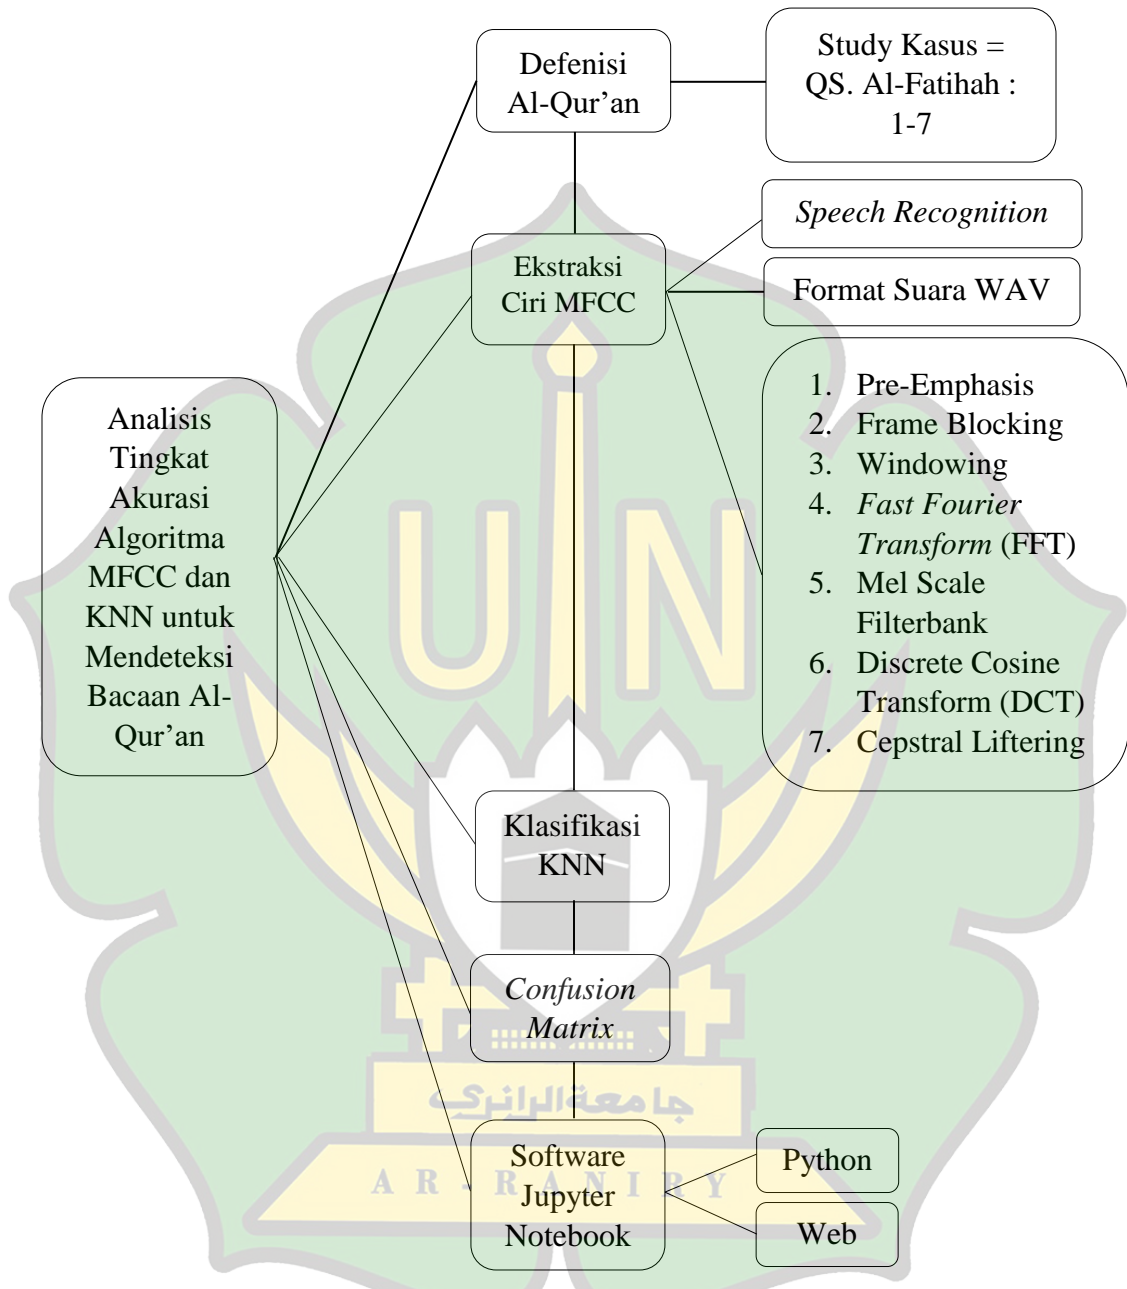 Defenisi
Al-Qur’an
Study Kasus =
QS. Al-Fatihah :
1-7
Speech Recognition
Ekstraksi
Ciri MFCC
Format Suara WAV
1. Pre-Emphasis
2. Frame Blocking
3. Windowing
4. Fast Fourier
Transform (FFT)
5. Mel Scale
Filterbank
6. Discrete Cosine
Transform (DCT)
7. Cepstral Liftering
Analisis
Tingkat
Akurasi
Algoritma
MFCC dan
KNN untuk
Mendeteksi
Bacaan Al-
Qur’an
UIN
Klasifikasi
KNN
Confusion
Matrix
جامعة الرانري
AR-RANIRY
Software
Jupyter
Notebook
Python
Web